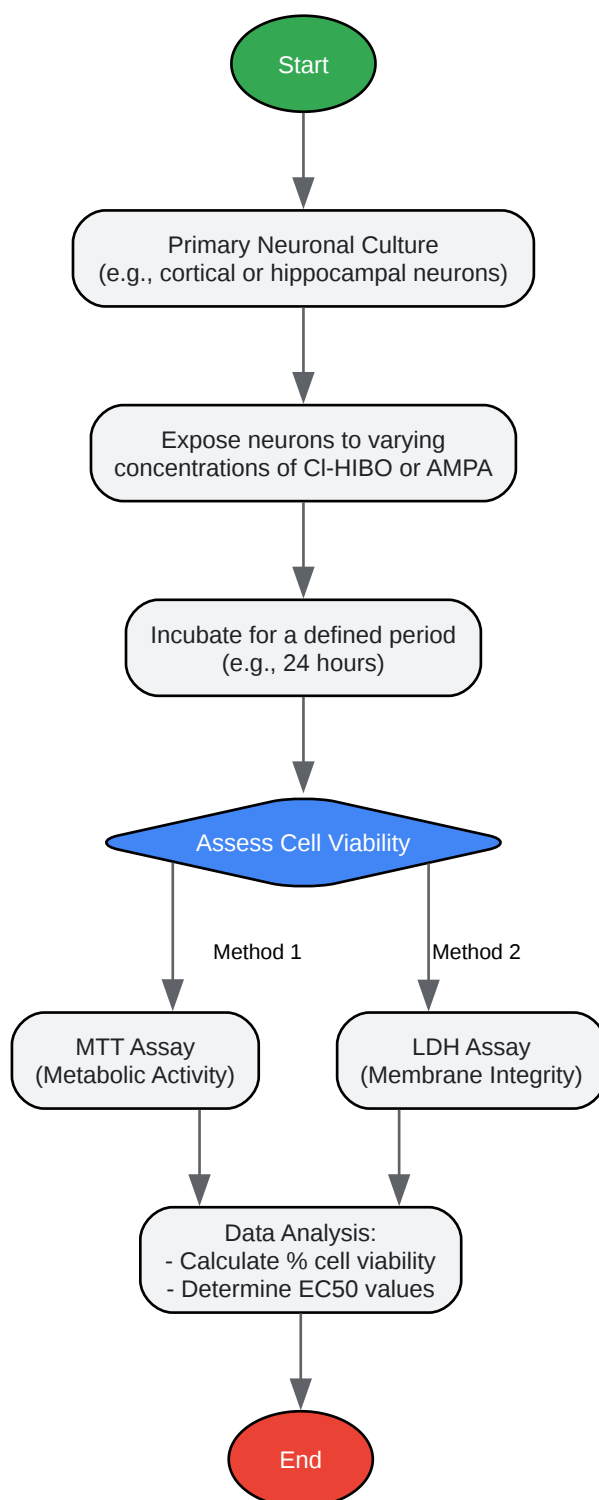 Start
Primary Neuronal Culture
(e.g., cortical or hippocampal neurons)
Expose neurons to varying
concentrations of Cl-HIBO or AMPA
Incubate for a defined period
(e.g., 24 hours)
Assess Cell Viability
Method 1
Method 2
MTT Assay
(Metabolic Activity)
LDH Assay
(Membrane Integrity)
Data Analysis:
- Calculate % cell viability
- Determine EC50 values
End